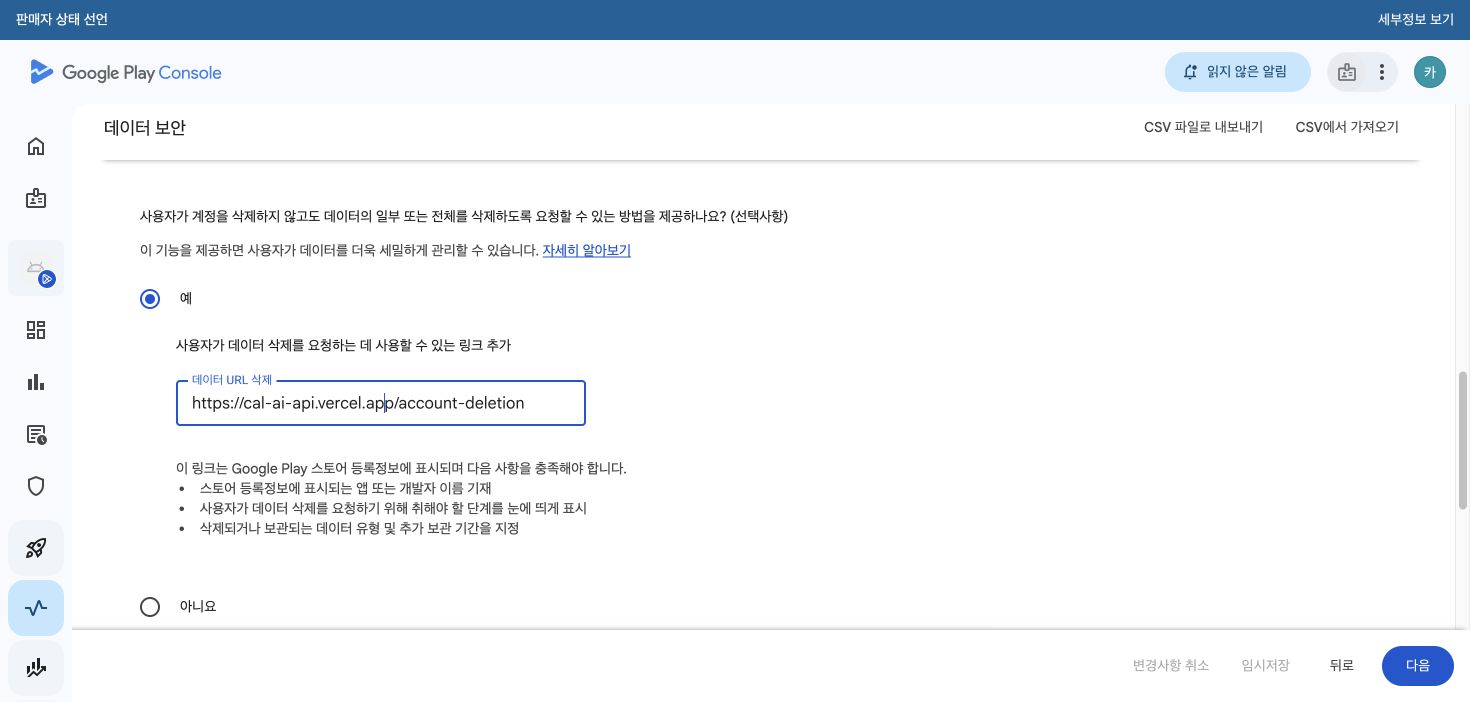 판매자 상태 선언
세부정보 보기
Google Play Console
읽지 않은 알림
카
데이터 보안
CSV 파일로 내보내기
CSV에서 가져오기
사용자가 계정을 삭제하지 않고도 데이터의 일부 또는 전체를 삭제하도록 요청할 수 있는 방법을 제공하나요? (선택사항)
이 기능을 제공하면 사용자가 데이터를 더욱 세밀하게 관리할 수 있습니다. 자세히 알아보기
예
사용자가 데이터 삭제를 요청하는 데 사용할 수 있는 링크 추가
데이터 URL 삭제
https://cal-ai-api.vercel.app/account-deletion
이 링크는 Google Play 스토어 등록정보에 표시되며 다음 사항을 충족해야 합니다.
• 스토어 등록정보에 표시되는 앱 또는 개발자 이름 기재
• 사용자가 데이터 삭제를 요청하기 위해 취해야 할 단계를 눈에 띄게 표시
• 삭제되거나 보관되는 데이터 유형 및 추가 보관 기간을 지정
아니요
변경사항 취소
임시저장
뒤로
다음